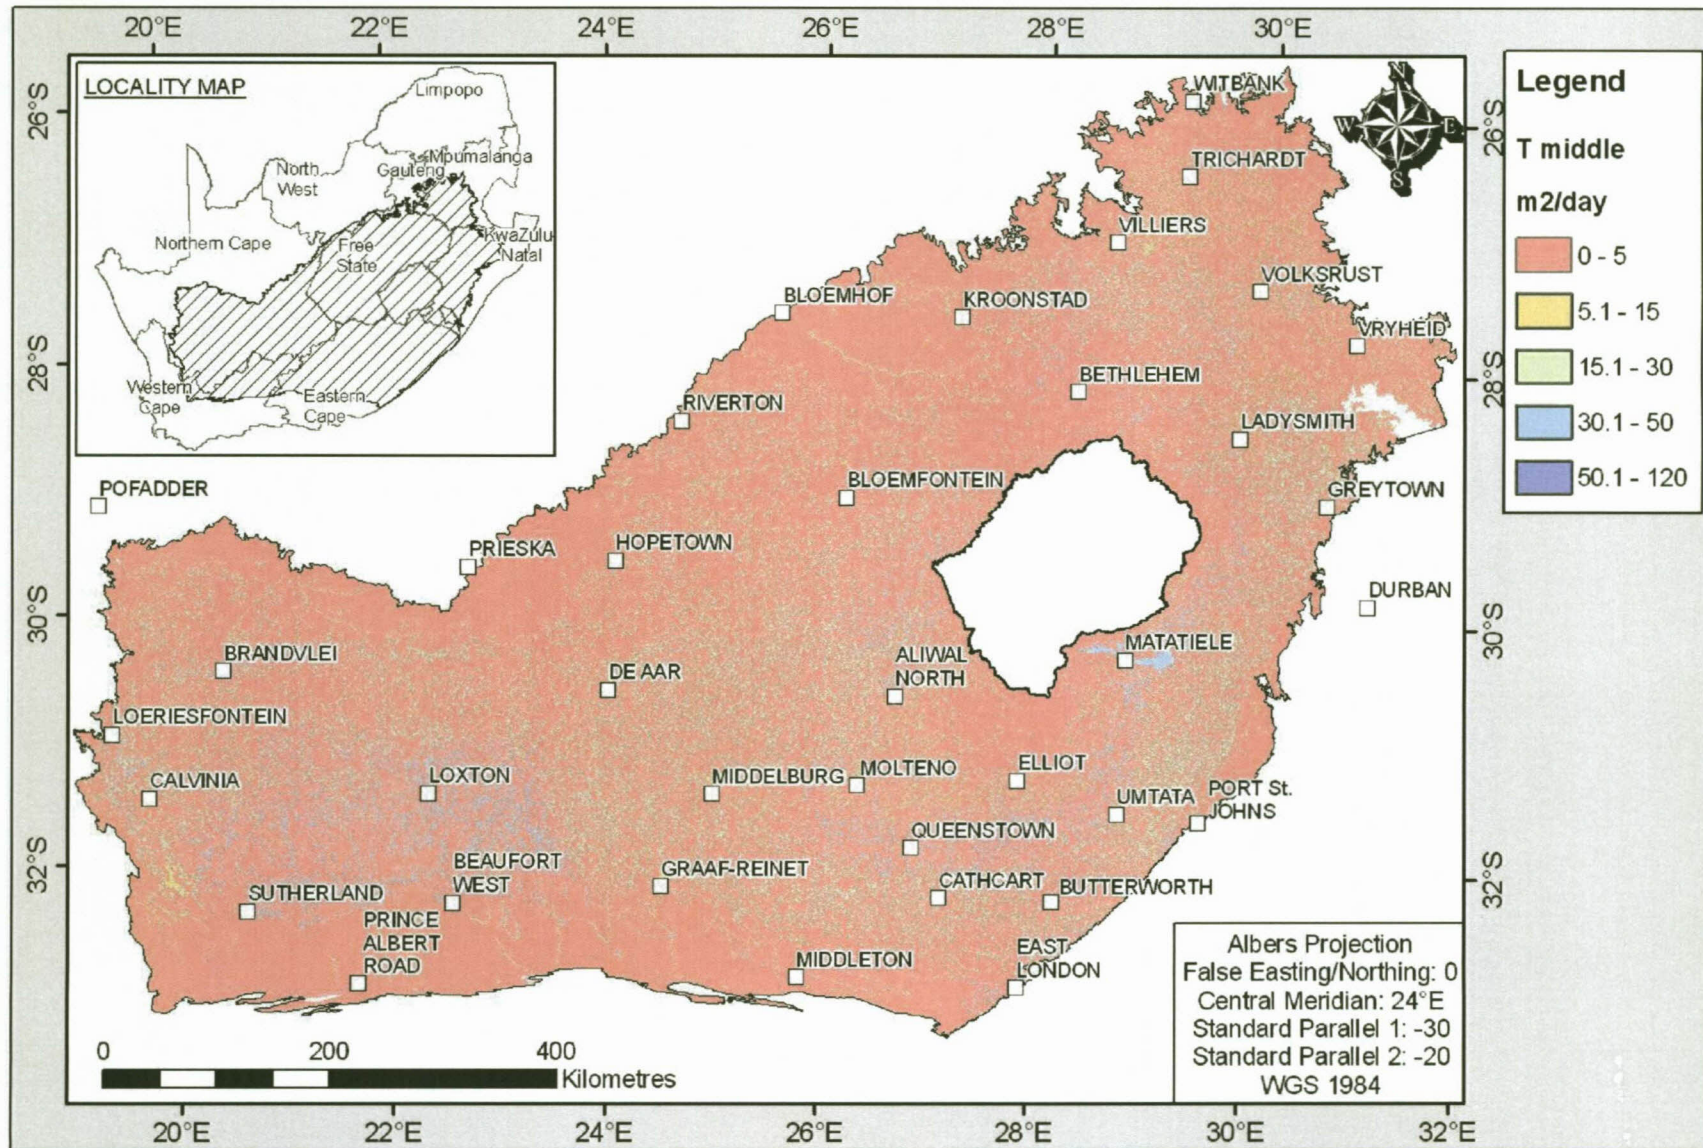 20°E 22°E 24°E 26°E 28°E 30°E
LOCALITY MAP
Limpopo
Mpumalanga
North
West
Gauteng
Northern Cape
Free
State
KwaZulu
Natal
Western
Cape
Eastern
Cape
26°S
28°S
30°S
32°S
WITBANK
TRICHARDT
VILLIERS
VOLKSRUST
BLOEMHOF
KROONSTAD
VRYHEID
BETHLEHEM
RIVERTON
LADYSMITH
POFADDER
BLOEMFONTEIN
GREYTOWN
PRIESKA
HOPETOWN
DURBAN
BRANDVLEI
DE AAR
ALIWAL
NORTH
MATATIELE
LOERIESFONTEIN
CALVINIA
LOXTON
MIDDELBURG
MOLTENO
ELLIOT
UMTATA
PORT St.
JOHNS
QUEENSTOWN
BEAUFORT
WEST
GRAAF-REINET
CATHCART
BUTTERWORTH
SUTHERLAND
PRINCE
ALBERT
ROAD
MIDDLETON
EAST
LONDON
N
W E
S
26°S
28°S
30°S
32°S
Legend
T middle
m2/day
0 - 5
5.1 - 15
15.1 - 30
30.1 - 50
50.1 - 120
Albers Projection
False Easting/Northing: 0
Central Meridian: 24°E
Standard Parallel 1: -30
Standard Parallel 2: -20
WGS 1984
0 200 400
Kilometres
20°E 22°E 24°E 26°E 28°E 30°E 32°E